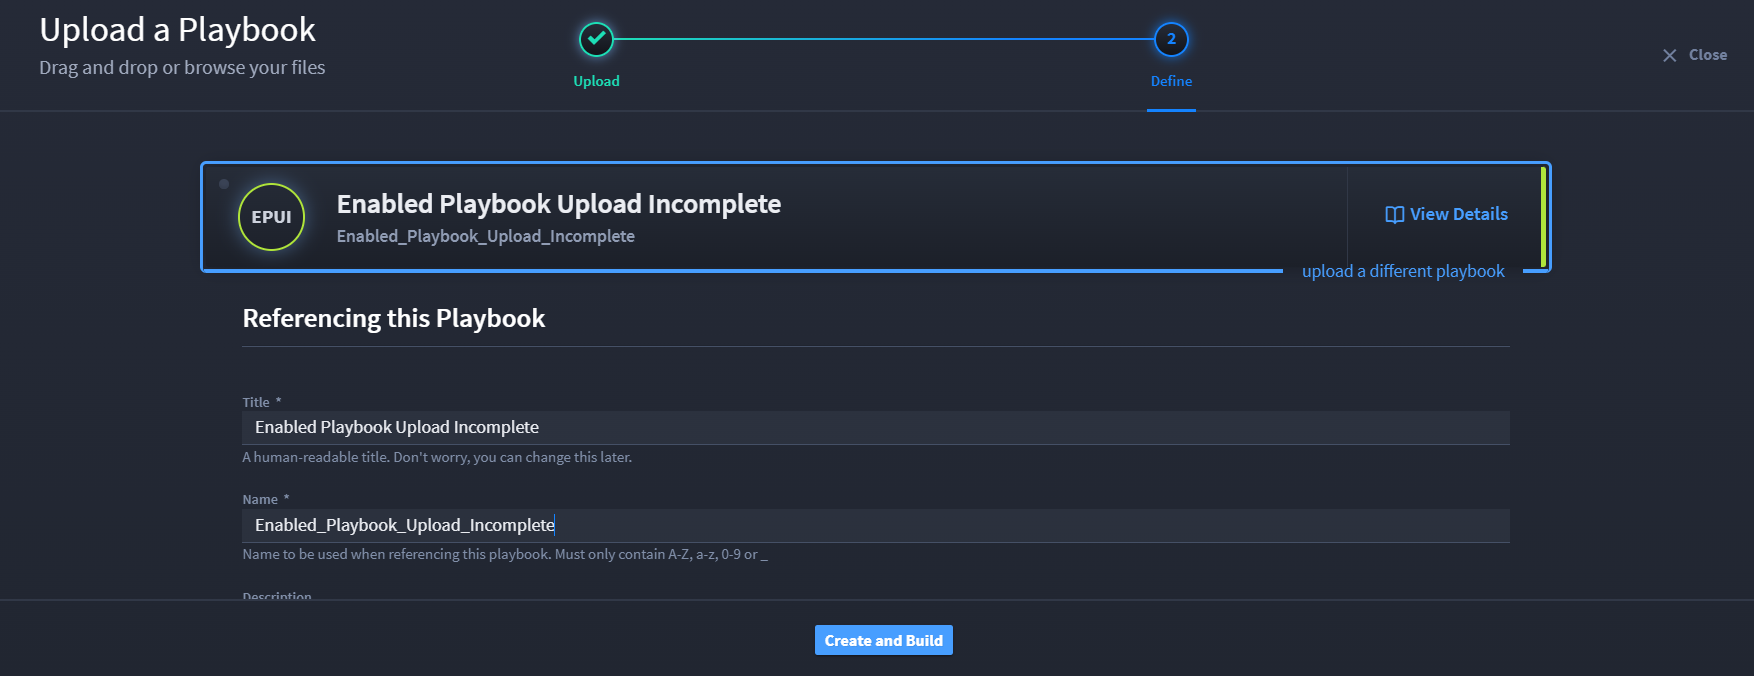 Upload a Playbook
Drag and drop or browse your files
Upload
2
Define
Close
EPUI
Enabled Playbook Upload Incomplete
Enabled_Playbook_Upload_Incomplete
View Details
upload a different playbook
Referencing this Playbook
Title *
Enabled Playbook Upload Incomplete
A human-readable title. Don't worry, you can change this later.
Name *
Enabled_Playbook_Upload_Incomplete
Name to be used when referencing this playbook. Must only contain A-Z, a-z, 0-9 or _
Description
Create and Build